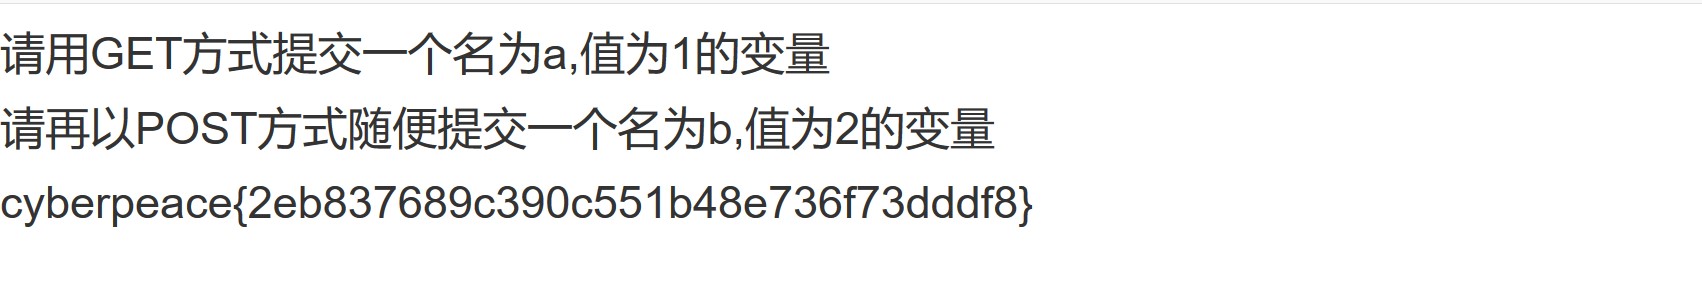 请用GET方式提交一个名为a,值为1的变量
请再以POST方式随便提交一个名为b,值为2的变量
cyberpeace{2eb837689c390c551b48e736f73dddf8}